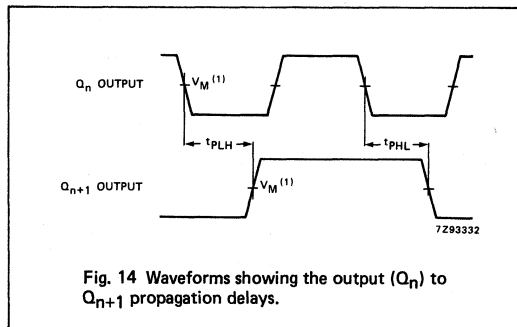 Qn OUTPUT
VM (1)
tPLH
tPHL
Qn+1 OUTPUT
VM (1)
7Z93332
Fig. 14 Waveforms showing the output (Qn) to
Qn+1 propagation delays.